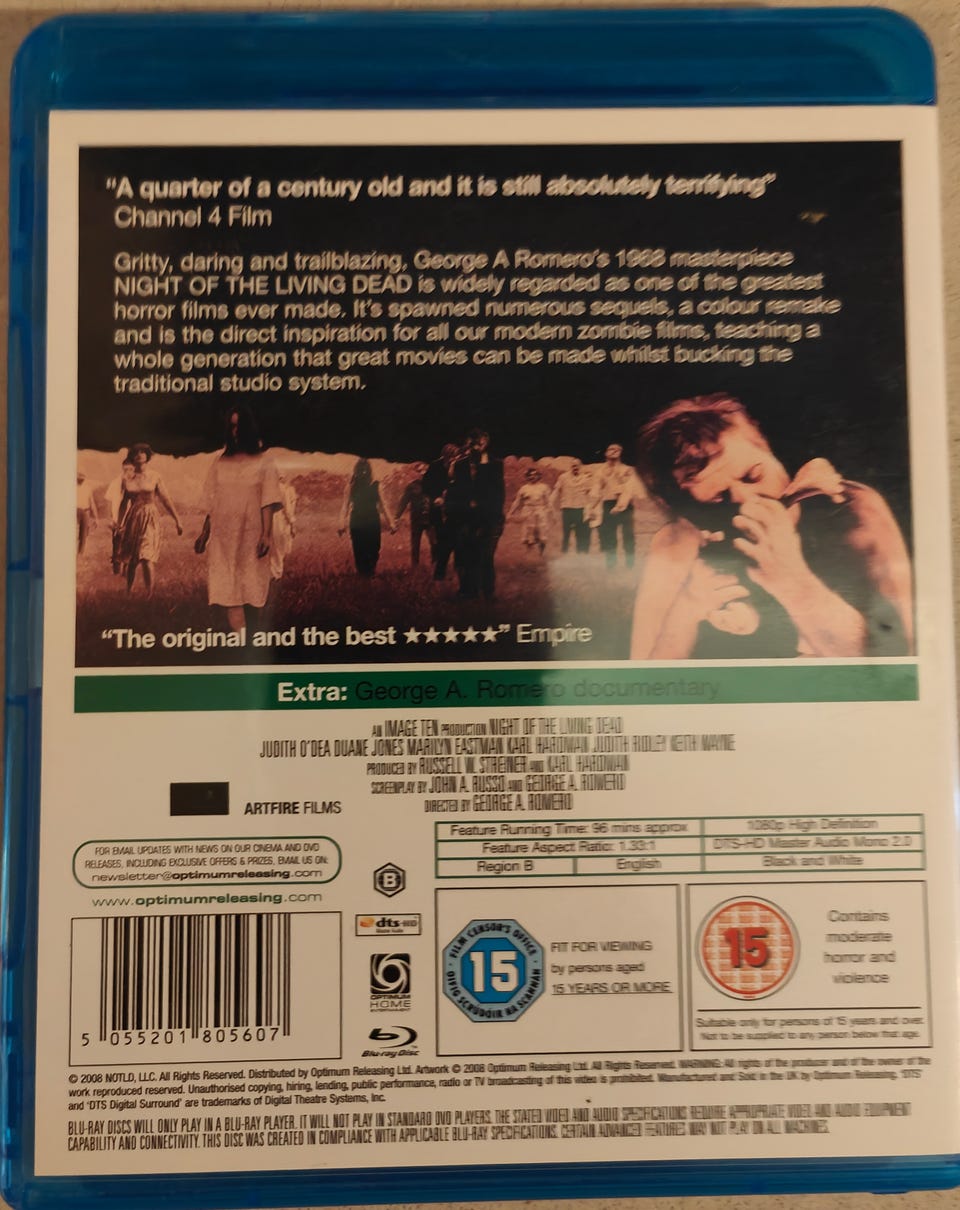 "A quarter of a century old and it is still absolutely terrifying"
Channel 4 Film
Gritty, daring and trailblazing, George A Romero's 1968 masterpiece
NIGHT OF THE LIVING DEAD is widely regarded as one of the greatest
horror films ever made. It's spawned numerous sequels, a colour remake
and is the direct inspiration for all our modern zombie films, teaching a
whole generation that great movies can be made whilst bucking the
traditional studio system.
"The original and the best ★★★★★" Empire
Extra: George A. Romero documentary
AN IMAGE TEN PRODUCTION NIGHT OF THE LIVING DEAD
JUDITH O'DEA DUANE JONES MARILYN EASTMAN KARL HARDMAN JUDITH RIDLEY KEITH WAYNE
PRODUCED BY RUSSELL W. STREINER AND KARL HARDMAN
SCREENPLAY BY JOHN A. RUSSO AND GEORGE A. ROMERO
DIRECTED BY GEORGE A. ROMERO
ARTFIRE FILMS
FOR EMAIL UPDATES WITH NEWS ON OUR CINEMA AND DVD
RELEASES, INCLUDING EXCLUSIVE OFFERS & PRIZES, EMAIL US ON:
newsletter@optimumreleasing.com
www.optimumreleasing.com
Feature Running Time: 96 mins approx
1080p High Definition
Feature Aspect Ratio: 1.33:1
DTS-HD Master Audio Mono 2.0
Region B
English
Black and White
B
dts-HD
Master Audio
OPTIMUM
HOME
ENTERTAINMENT
Blu-ray Disc
5 055201 805607
FILM CENSOR'S OFFICE
15
OIFIG SCRÚDÓIR NA SCANNÁN
FIT FOR VIEWING
by persons aged
15 YEARS OR MORE
15
Contains
moderate
horror and
violence
Suitable only for persons of 15 years and over.
Not to be supplied to any person below that age.
© 2008 NOTLD, LLC. All Rights Reserved. Distributed by Optimum Releasing Ltd. Artwork © 2008 Optimum Releasing Ltd. All Rights Reserved. WARNING: All rights of the producer and of the owner of the
work reproduced reserved. Unauthorised copying, hiring, lending, public performance, radio or TV broadcasting of this video is prohibited. Manufactured and Sold in the UK by Optimum Releasing. 'DTS'
and 'DTS Digital Surround' are trademarks of Digital Theatre Systems, Inc.
BLU-RAY DISCS WILL ONLY PLAY IN A BLU-RAY PLAYER. IT WILL NOT PLAY IN STANDARD DVD PLAYERS. THE STATED VIDEO AND AUDIO SPECIFICATIONS REQUIRE APPROPRIATE VIDEO AND AUDIO EQUIPMENT
CAPABILITY AND CONNECTIVITY. THIS DISC WAS CREATED IN COMPLIANCE WITH APPLICABLE BLU-RAY SPECIFICATIONS. CERTAIN ADVANCED FEATURES MAY NOT PLAY ON ALL MACHINES.